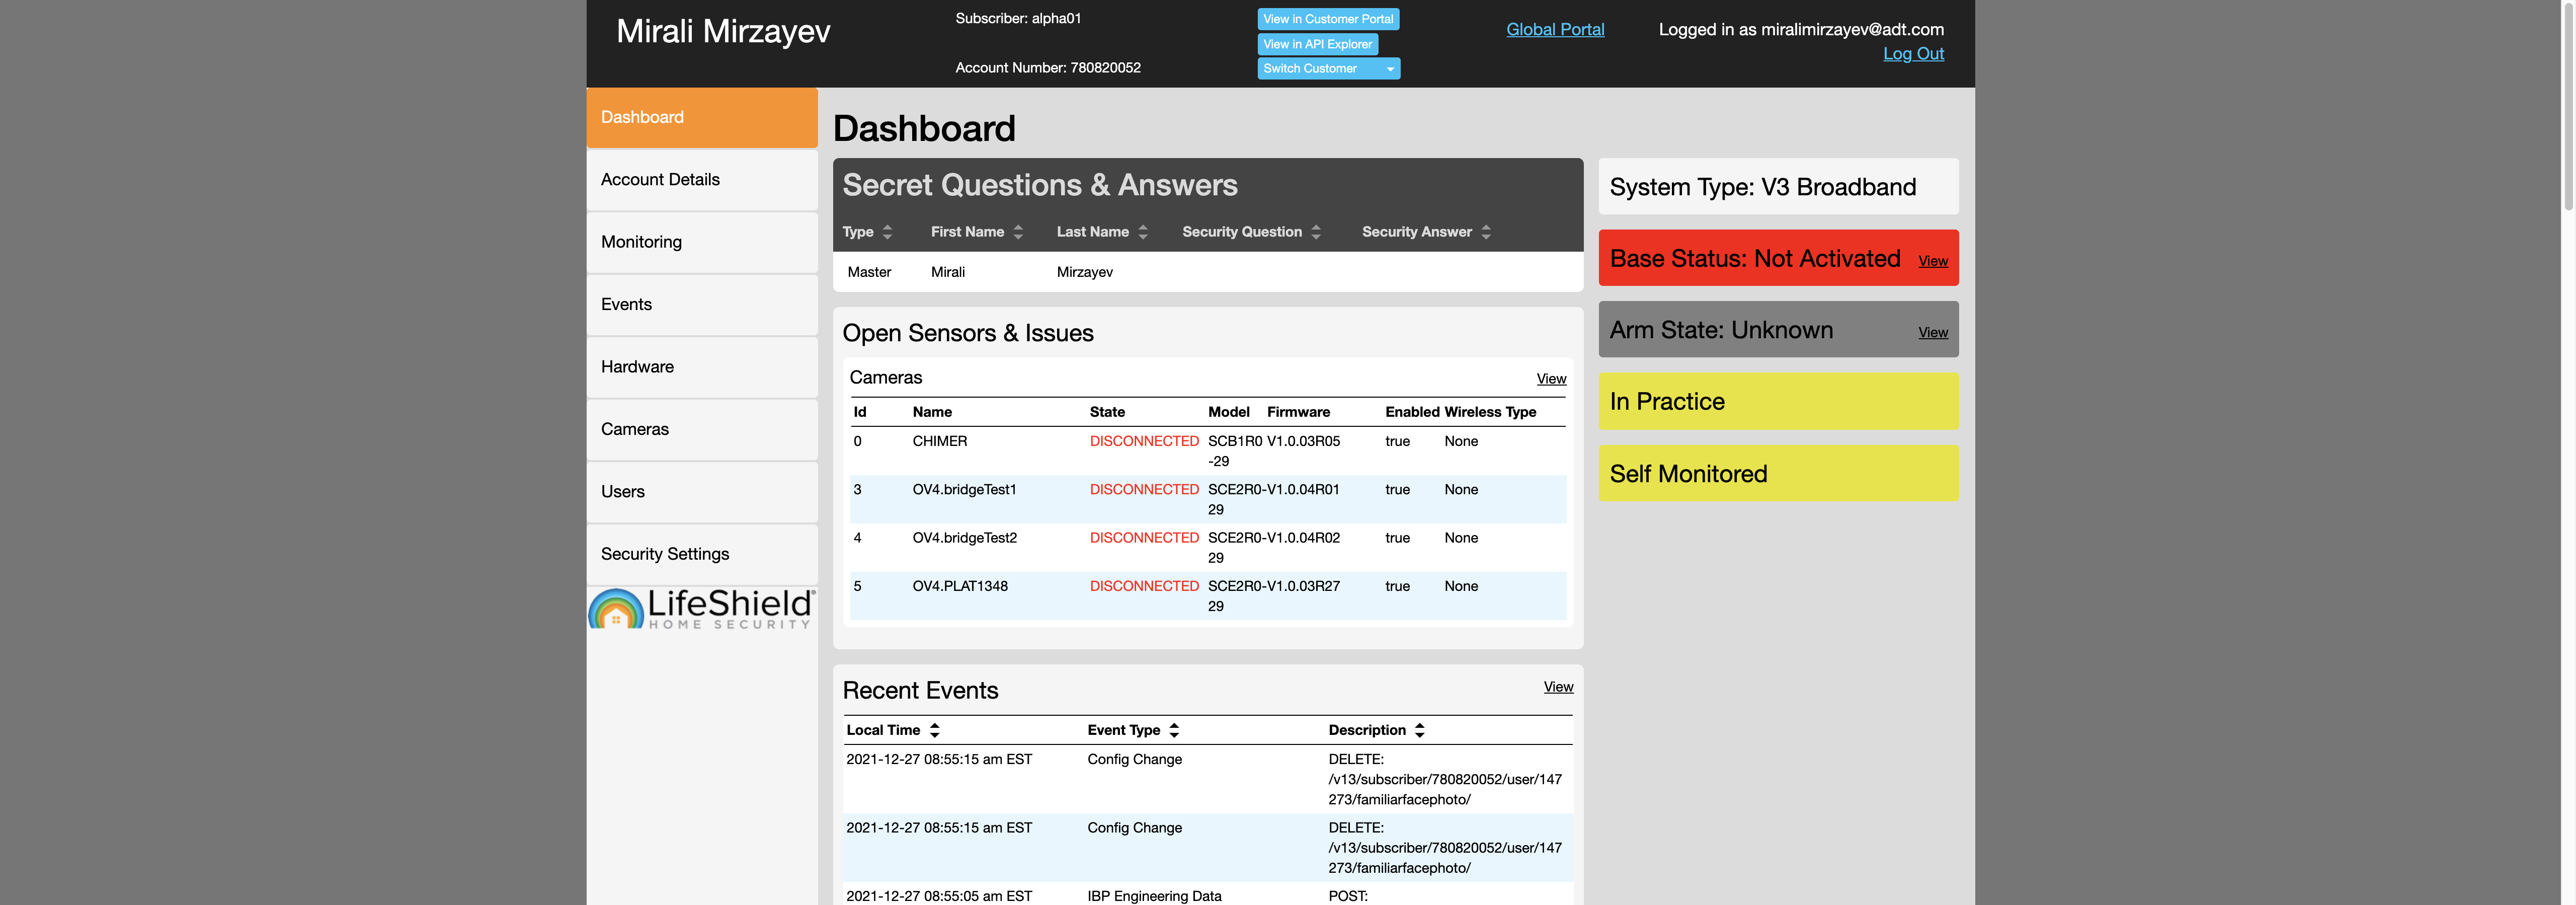 Mirali Mirzayev
Subscriber: alpha01
Account Number: 780820052
View in Customer Portal
View in API Explorer
Switch Customer
Global Portal
Logged in as miralimirzayev@adt.com
Log Out
Dashboard
Account Details
Monitoring
Events
Hardware
Cameras
Users
Security Settings
LifeShield
HOME SECURITY
Dashboard
Secret Questions & Answers
Type First Name Last Name Security Question Security Answer
Master Mirali Mirzayev
Open Sensors & Issues
Cameras View
Id Name State Model Firmware Enabled Wireless Type
0 CHIMER DISCONNECTED SCB1R0 V1.0.03R05 true None
-29
3 OV4.bridgeTest1 DISCONNECTED SCE2R0- V1.0.04R01 true None
29
4 OV4.bridgeTest2 DISCONNECTED SCE2R0- V1.0.04R02 true None
29
5 OV4.PLAT1348 DISCONNECTED SCE2R0- V1.0.03R27 true None
29
Recent Events View
Local Time Event Type Description
2021-12-27 08:55:15 am EST Config Change DELETE:
/v13/subscriber/780820052/user/147
273/familiarfacephoto/
2021-12-27 08:55:15 am EST Config Change DELETE:
/v13/subscriber/780820052/user/147
273/familiarfacephoto/
2021-12-27 08:55:05 am EST IBP Engineering Data POST:
System Type: V3 Broadband
Base Status: Not Activated View
Arm State: Unknown View
In Practice
Self Monitored